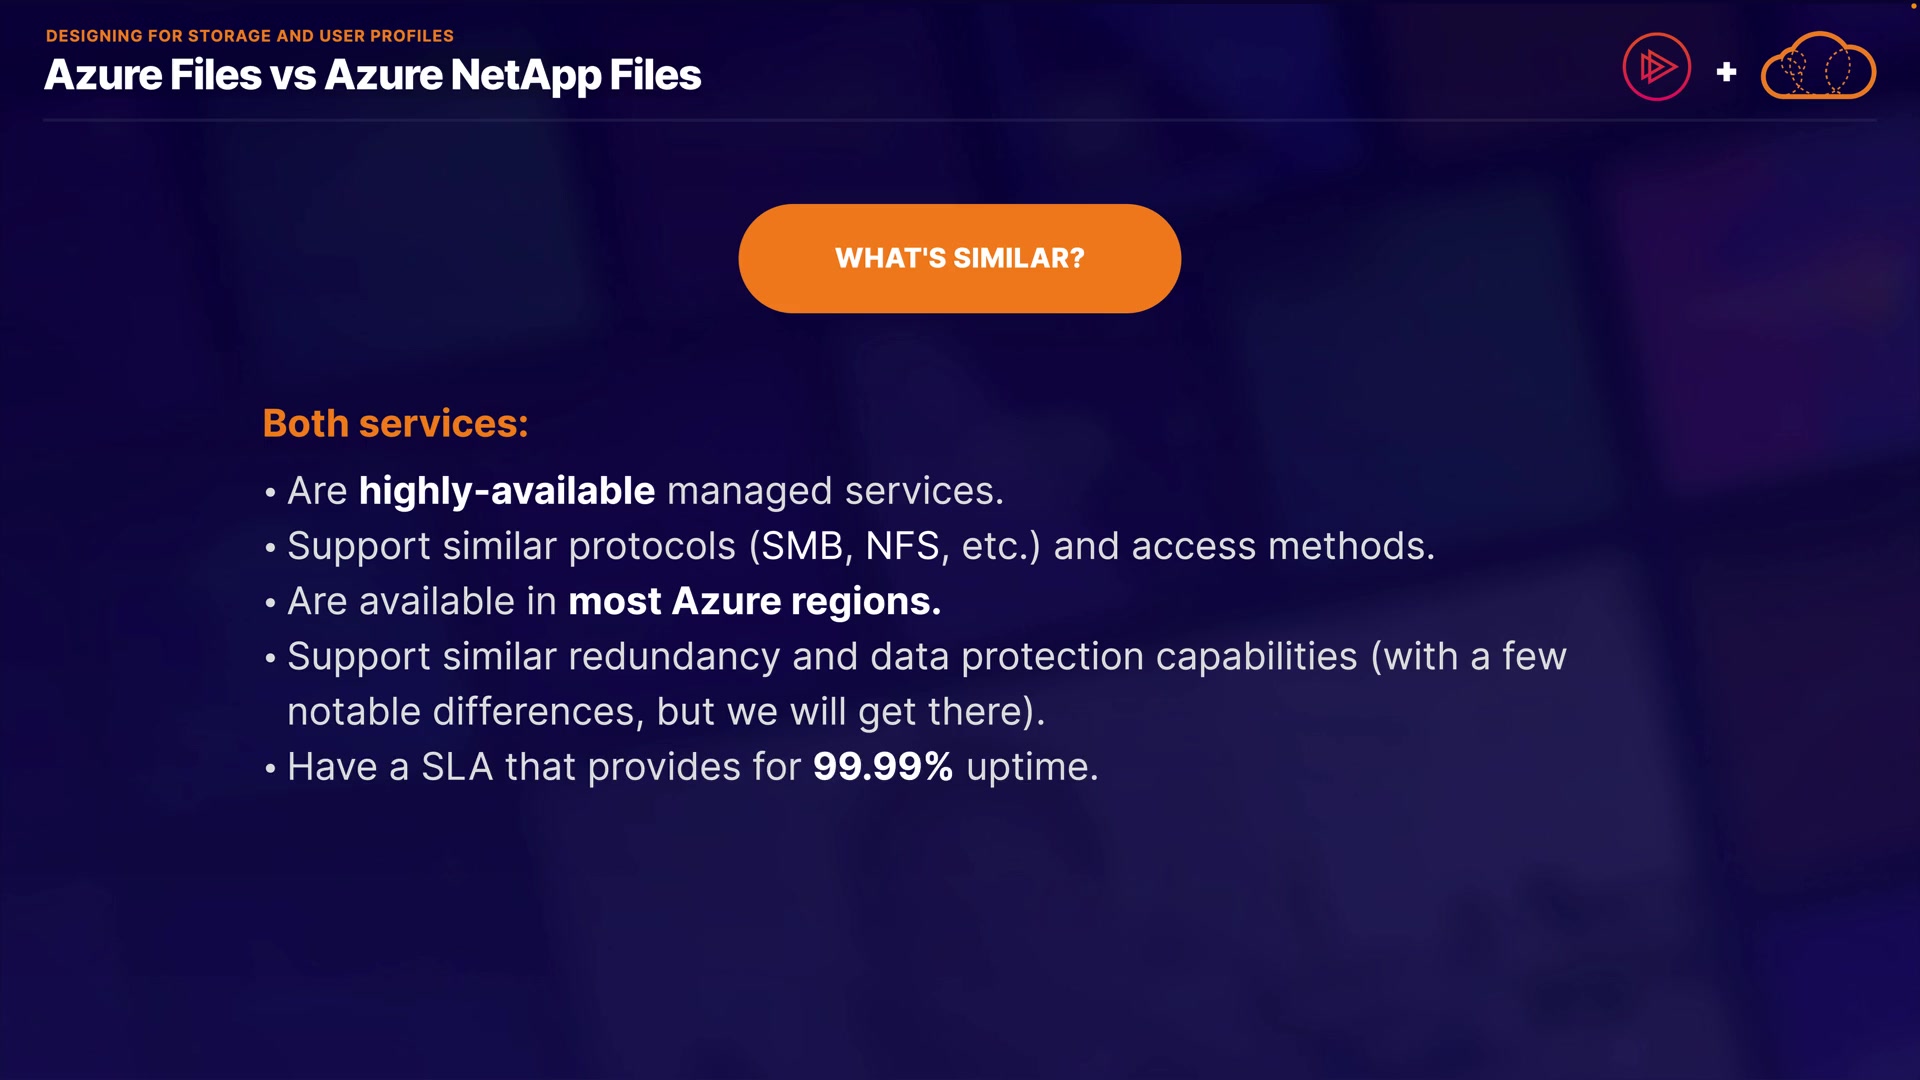 DESIGNING FOR STORAGE AND USER PROFILES
Azure Files vs Azure NetApp Files
+
WHAT'S SIMILAR?
Both services:
• Are highly-available managed services.
• Support similar protocols (SMB, NFS, etc.) and access methods.
• Are available in most Azure regions.
• Support similar redundancy and data protection capabilities (with a few
notable differences, but we will get there).
• Have a SLA that provides for 99.99% uptime.